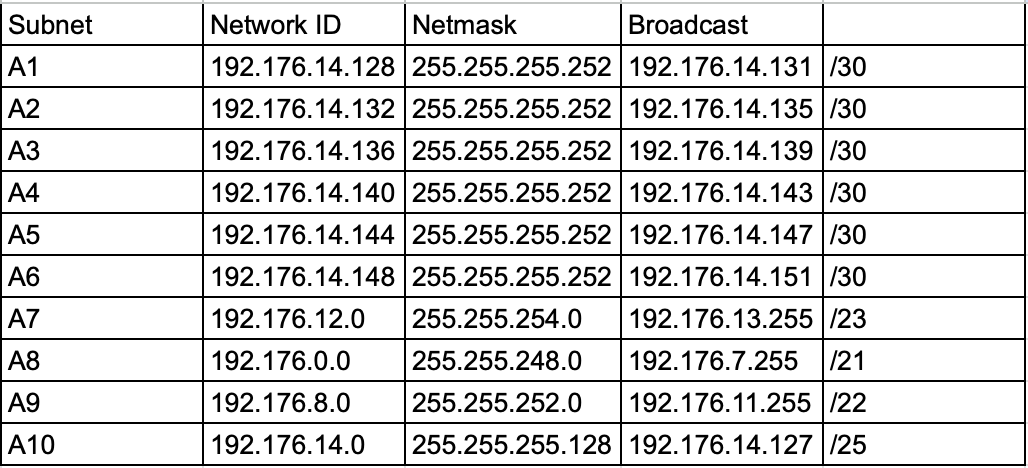 Subnet Network ID Netmask Broadcast
A1 192.176.14.128 255.255.255.252 192.176.14.131 /30
A2 192.176.14.132 255.255.255.252 192.176.14.135 /30
A3 192.176.14.136 255.255.255.252 192.176.14.139 /30
A4 192.176.14.140 255.255.255.252 192.176.14.143 /30
A5 192.176.14.144 255.255.255.252 192.176.14.147 /30
A6 192.176.14.148 255.255.255.252 192.176.14.151 /30
A7 192.176.12.0 255.255.254.0 192.176.13.255 /23
A8 192.176.0.0 255.255.248.0 192.176.7.255 /21
A9 192.176.8.0 255.255.252.0 192.176.11.255 /22
A10 192.176.14.0 255.255.255.128 192.176.14.127 /25